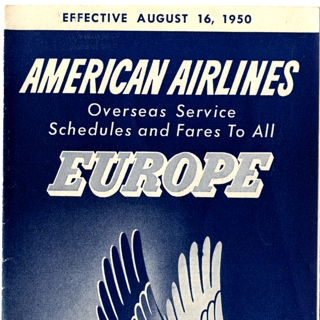 EFFECTIVE AUGUST 16, 1950
AMERICAN AIRLINES
Overseas Service
Schedules and Fares To All
EUROPE